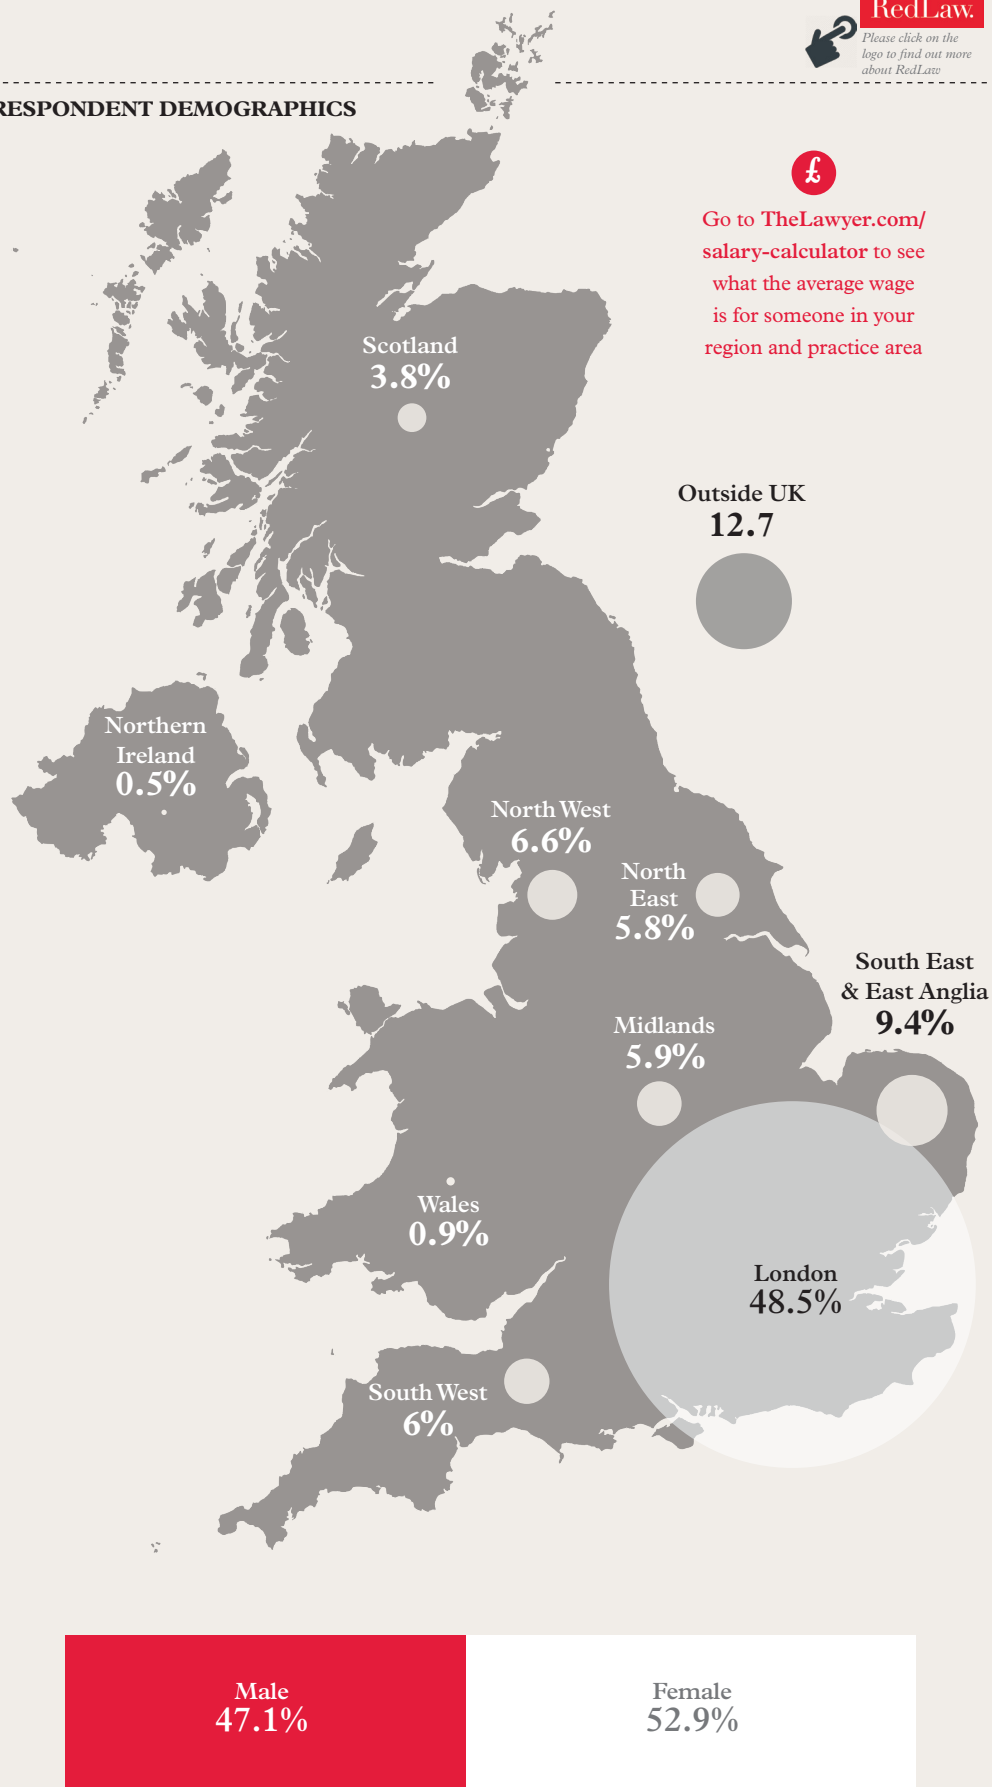 RedLaw.
Please click on the
logo to find out more
about RedLaw
RESPONDENT DEMOGRAPHICS
£
Go to TheLawyer.com/
salary-calculator to see
what the average wage
is for someone in your
region and practice area
Scotland
3.8%
Outside UK
12.7
Northern
Ireland
0.5%
North West
6.6%
North
East
5.8%
South East
& East Anglia
9.4%
Midlands
5.9%
Wales
0.9%
London
48.5%
South West
6%
Male
47.1%
Female
52.9%